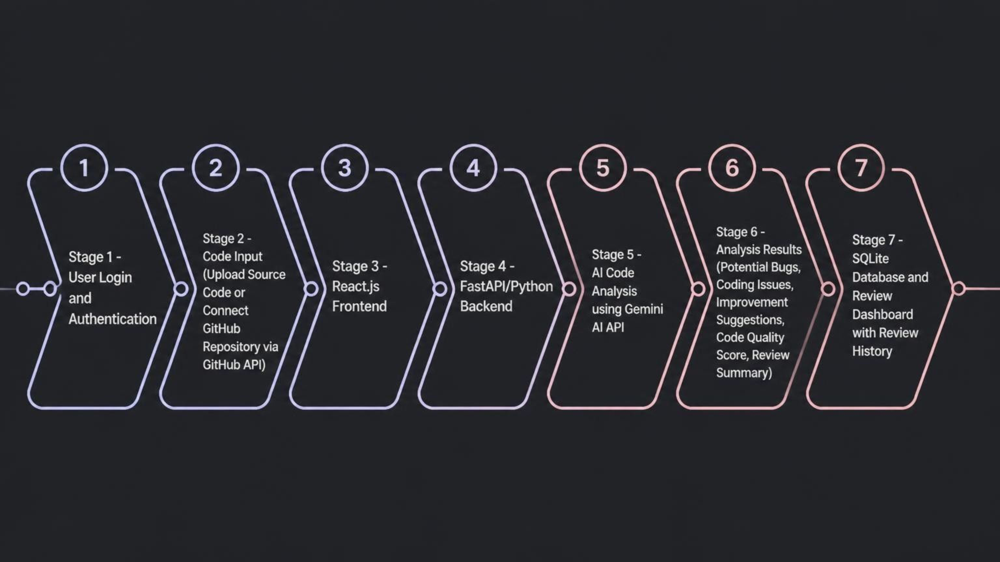 1
Stage 1 -
User Login
and
Authentication
2
Stage 2 -
Code Input
(Upload Source
Code or
Connect
GitHub
Repository via
GitHub API)
3
Stage 3 -
React.js
Frontend
4
Stage 4 -
FastAPI/Python
Backend
5
Stage 5 -
AI Code
Analysis
using Gemini
AI API
6
Stage 6 -
Analysis Results
(Potential Bugs,
Coding Issues,
Improvement
Suggestions,
Code Quality
Score, Review
Summary)
7
Stage 7 -
SQLite
Database and
Review
Dashboard
with Review
History